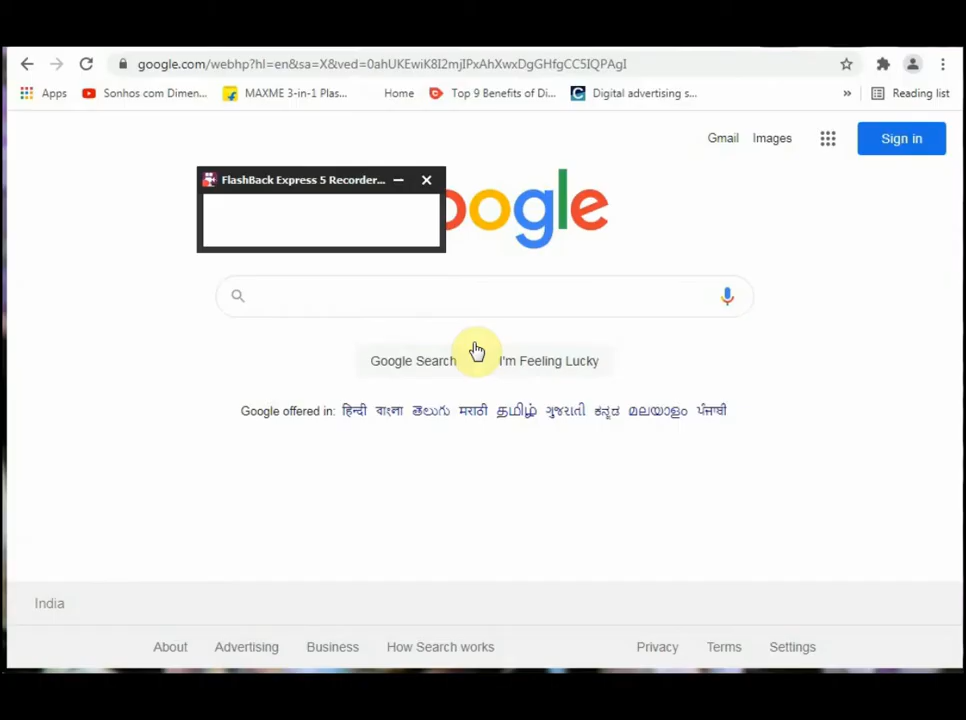 google.com/webhp?hl=en&sa=X&ved=0ahUKEwiK8I2mjIPxAhXwxDgGHfgCC5IQPAgI
Apps Sonhos com Dimen... MAXME 3-in-1 Plas... Home Top 9 Benefits of Di... Digital advertising s... » Reading list
Gmail Images Sign in
FlashBack Express 5 Recorder...
ogle
Google Search I'm Feeling Lucky
Google offered in: हिन्दी বাংলা తెలుగు मराठी தமிழ் ગુજરાતી ಕನ್ನಡ മലയാളം ਪੰਜਾਬੀ
India
About Advertising Business How Search works Privacy Terms Settings